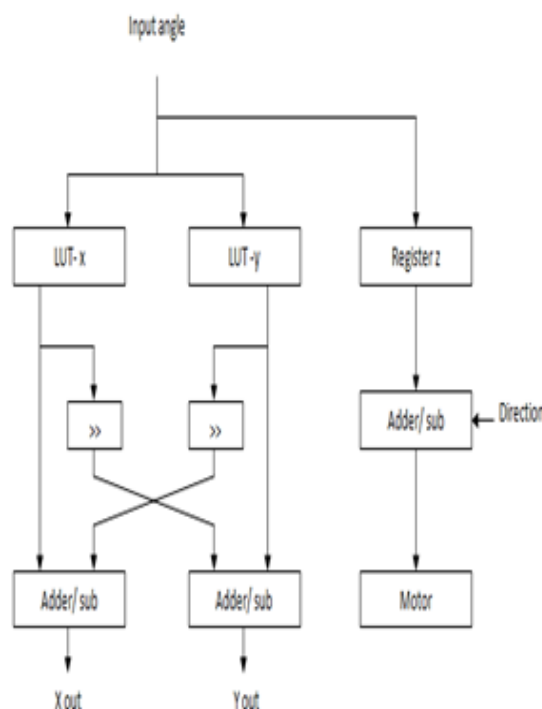 Input angle
LUT- x
LUT -y
Register z
>>
>>
Adder/ sub
Direction
Adder/ sub
Adder/ sub
Motor
X out
Y out